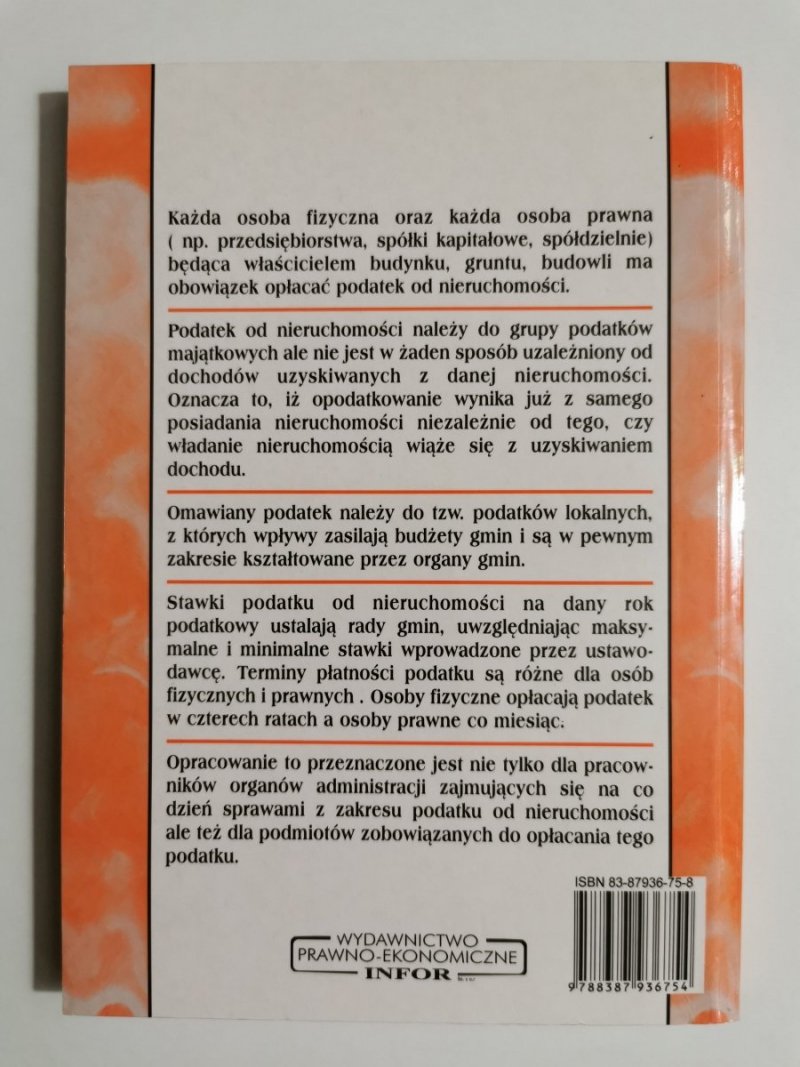 Każda osoba fizyczna oraz każda osoba prawna
( np. przedsiębiorstwa, spółki kapitałowe, spółdzielnie)
będąca właścicielem budynku, gruntu, budowli ma
obowiązek opłacać podatek od nieruchomości.
Podatek od nieruchomości należy do grupy podatków
majątkowych ale nie jest w żaden sposób uzależniony od
dochodów uzyskiwanych z danej nieruchomości.
Oznacza to, iż opodatkowanie wynika już z samego
posiadania nieruchomości niezależnie od tego, czy
władanie nieruchomością wiąże się z uzyskiwaniem
dochodu.
Omawiany podatek należy do tzw. podatków lokalnych,
z których wpływy zasilają budżety gmin i są w pewnym
zakresie kształtowane przez organy gmin.
Stawki podatku od nieruchomości na dany rok
podatkowy ustalają rady gmin, uwzględniając maksy-
malne i minimalne stawki wprowadzone przez ustawo-
dawcę. Terminy płatności podatku są różne dla osób
fizycznych i prawnych . Osoby fizyczne opłacają podatek
w czterech ratach a osoby prawne co miesiąc.
Opracowanie to przeznaczone jest nie tylko dla pracow-
ników organów administracji zajmujących się na co
dzień sprawami z zakresu podatku od nieruchomości
ale też dla podmiotów zobowiązanych do opłacania tego
podatku.
ISBN 83-87936-75-8
9 788387 936754
WYDAWNICTWO
PRAWNO-EKONOMICZNE
INFOR